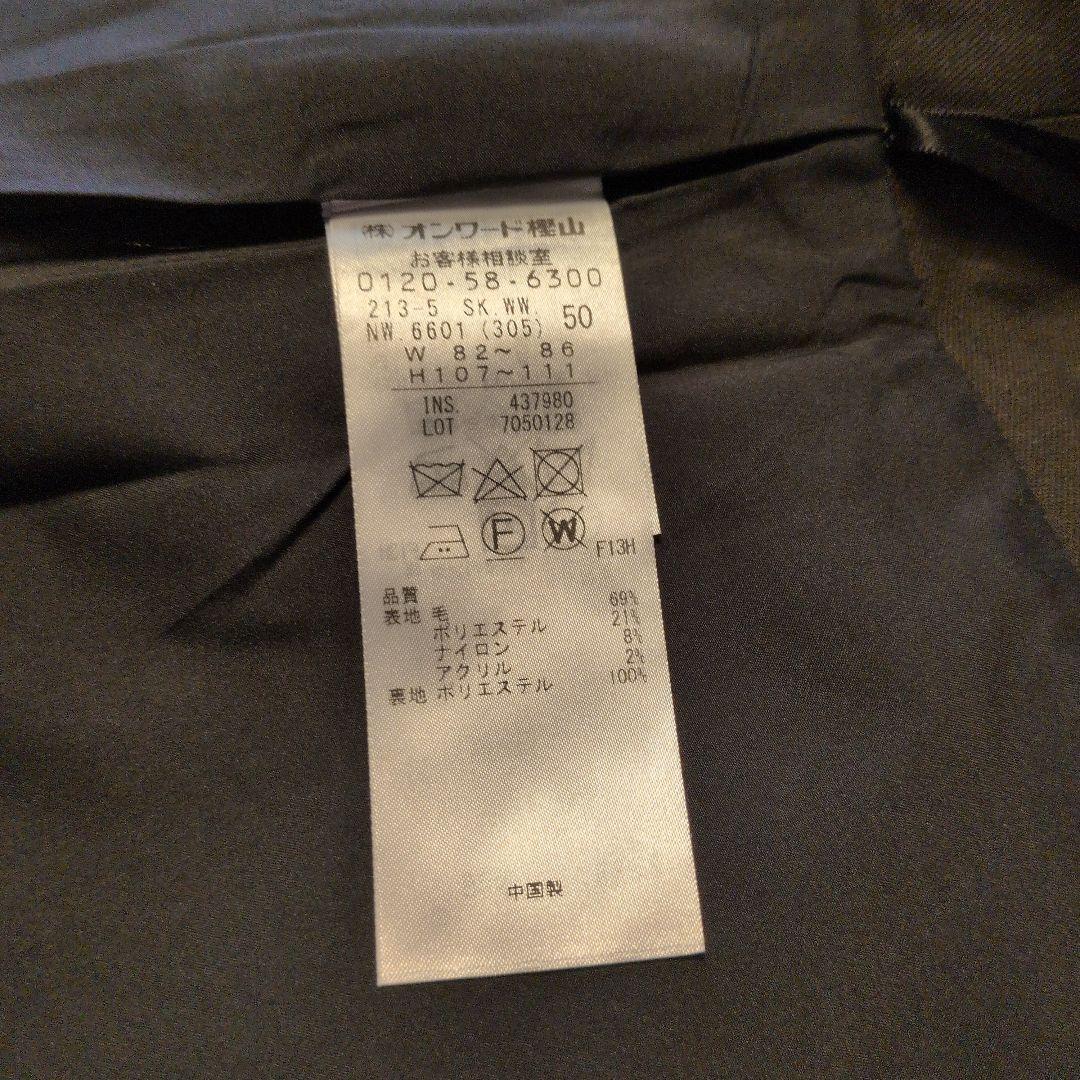 ㈱オンワード樫山
お客様相談室
0120-58-6300
213-5 SK.WW.
NW.6601(305) 50
W 82～ 86
H107～111
INS. 437980
LOT 7050128
F
W
F13H
品質
表地 毛 69%
ポリエステル 21%
ナイロン 8%
アクリル 2%
裏地 ポリエステル 100%
中国製